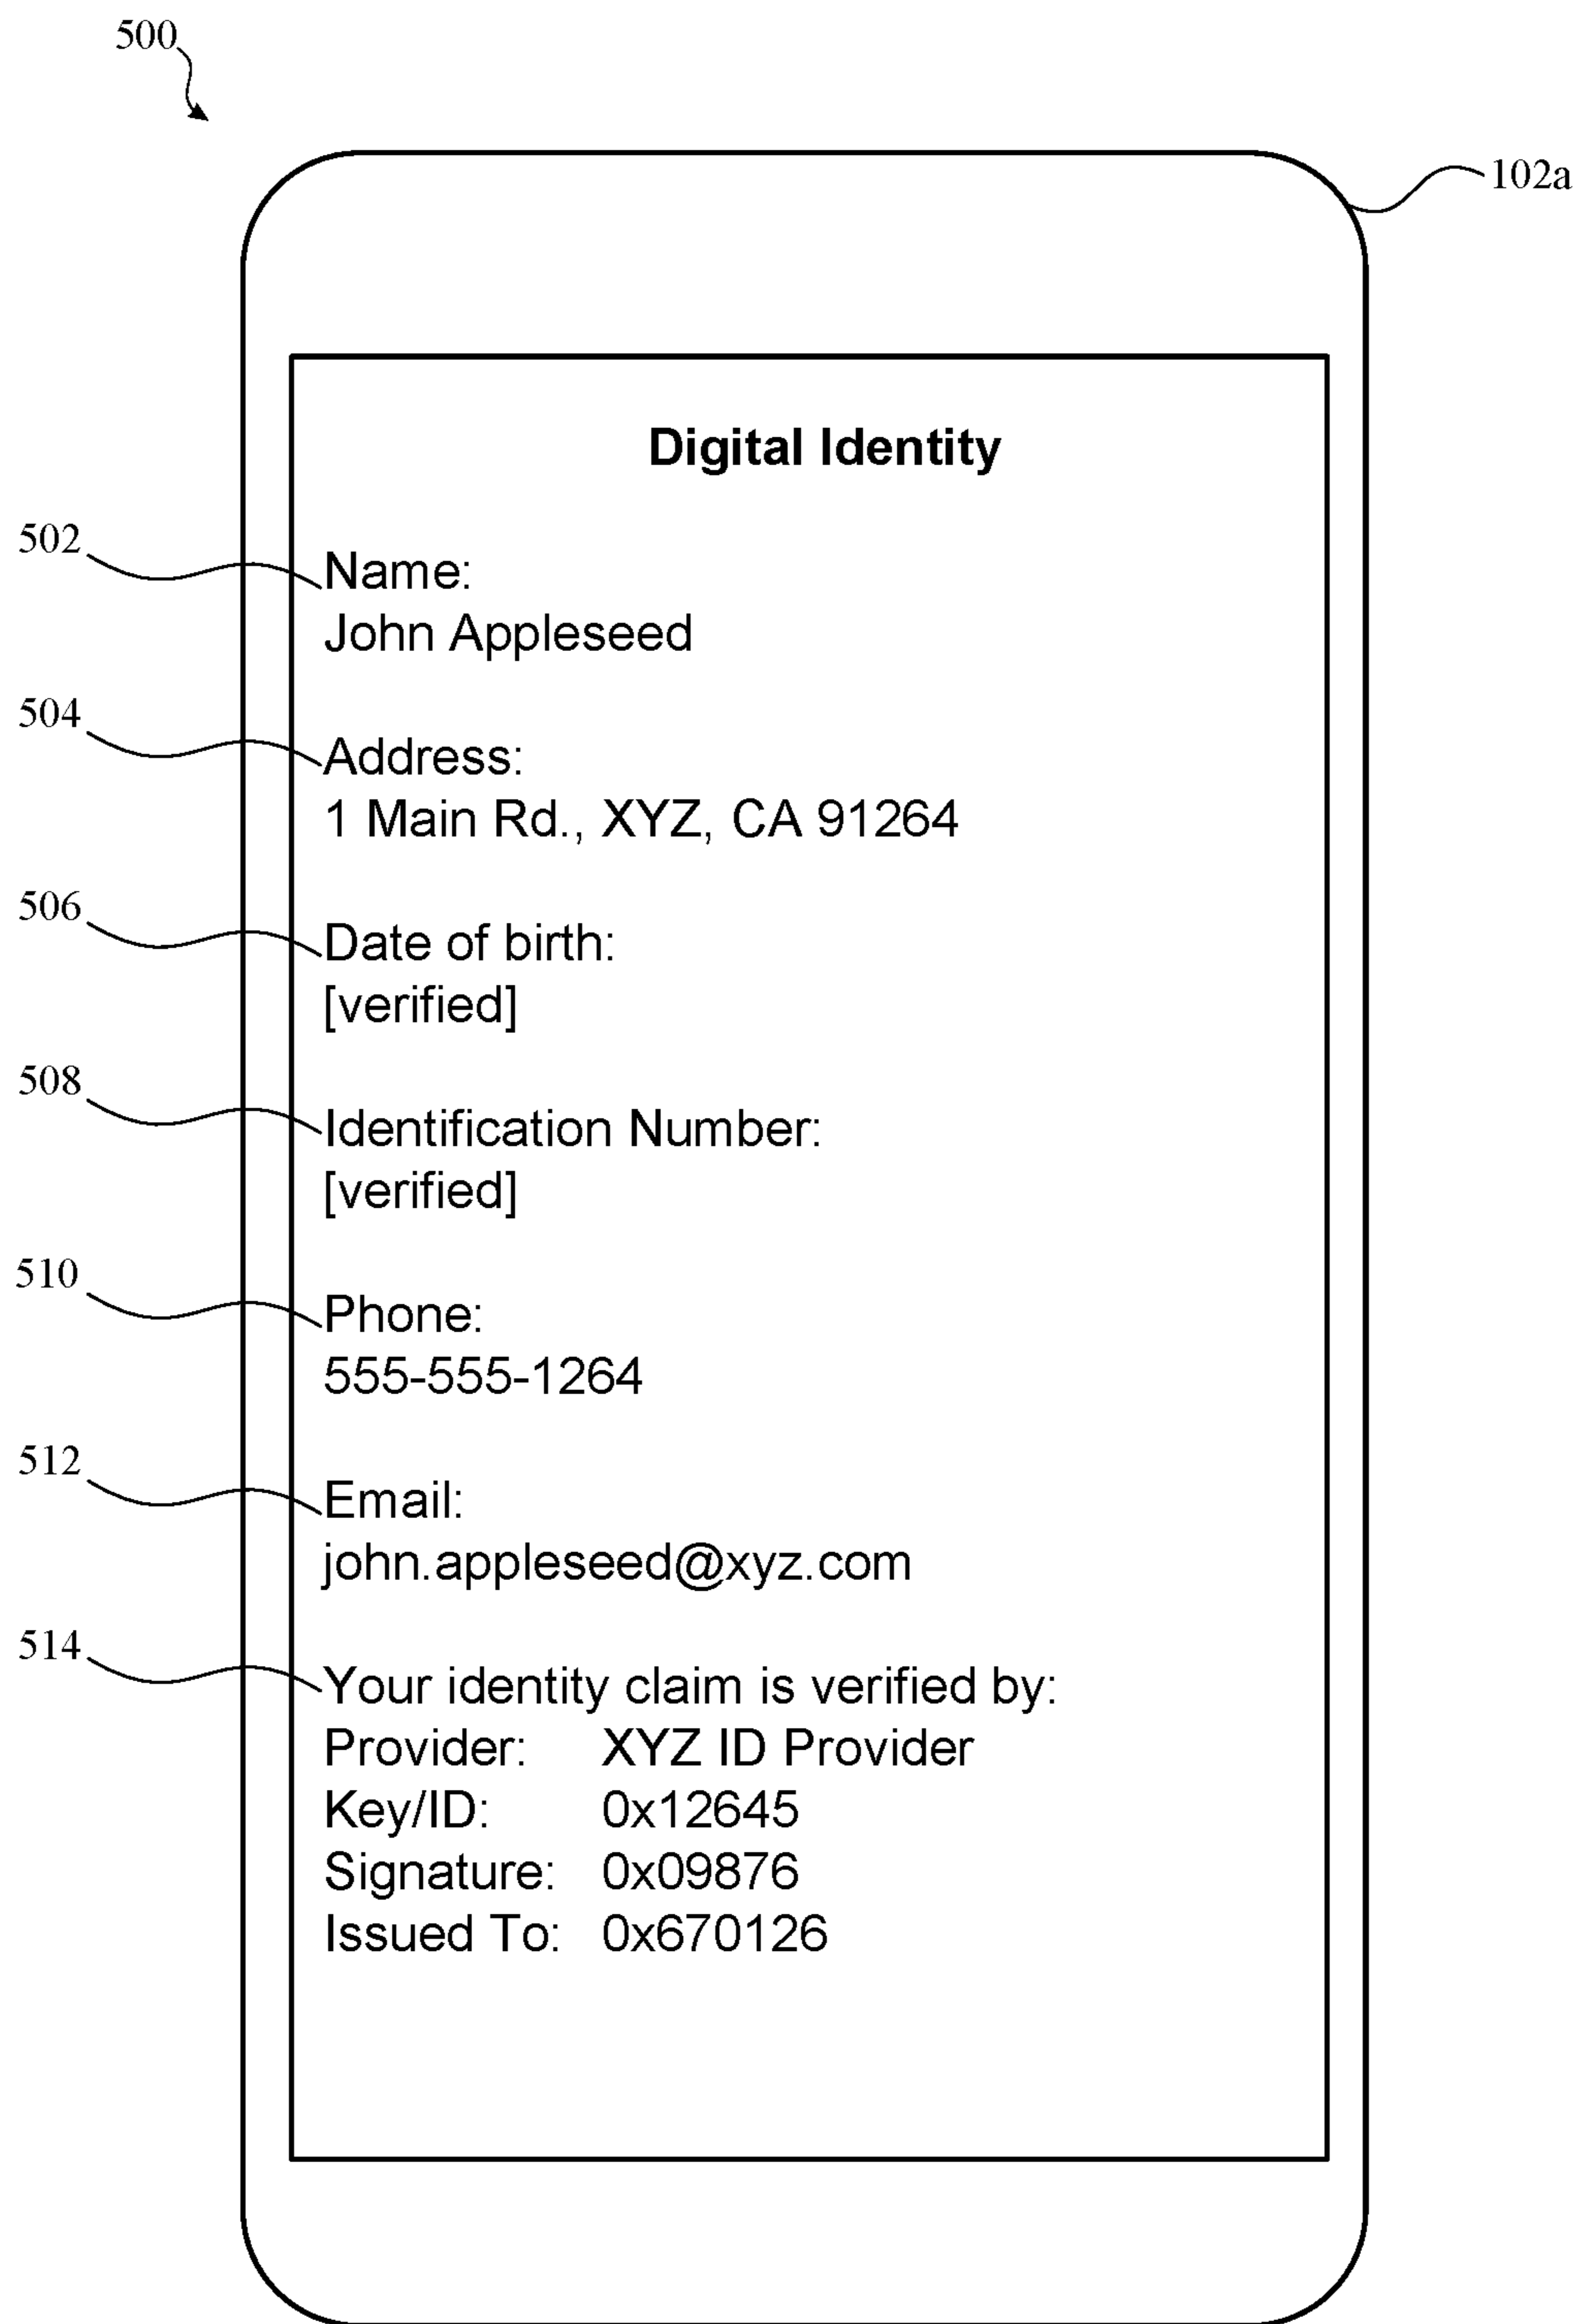 500
102a
Digital Identity
502
Name:
John Appleseed
504
Address:
1 Main Rd., XYZ, CA 91264
506
Date of birth:
[verified]
508
Identification Number:
[verified]
510
Phone:
555-555-1264
512
Email:
john.appleseed@xyz.com
514
Your identity claim is verified by:
Provider: XYZ ID Provider
Key/ID: 0x12645
Signature: 0x09876
Issued To: 0x670126